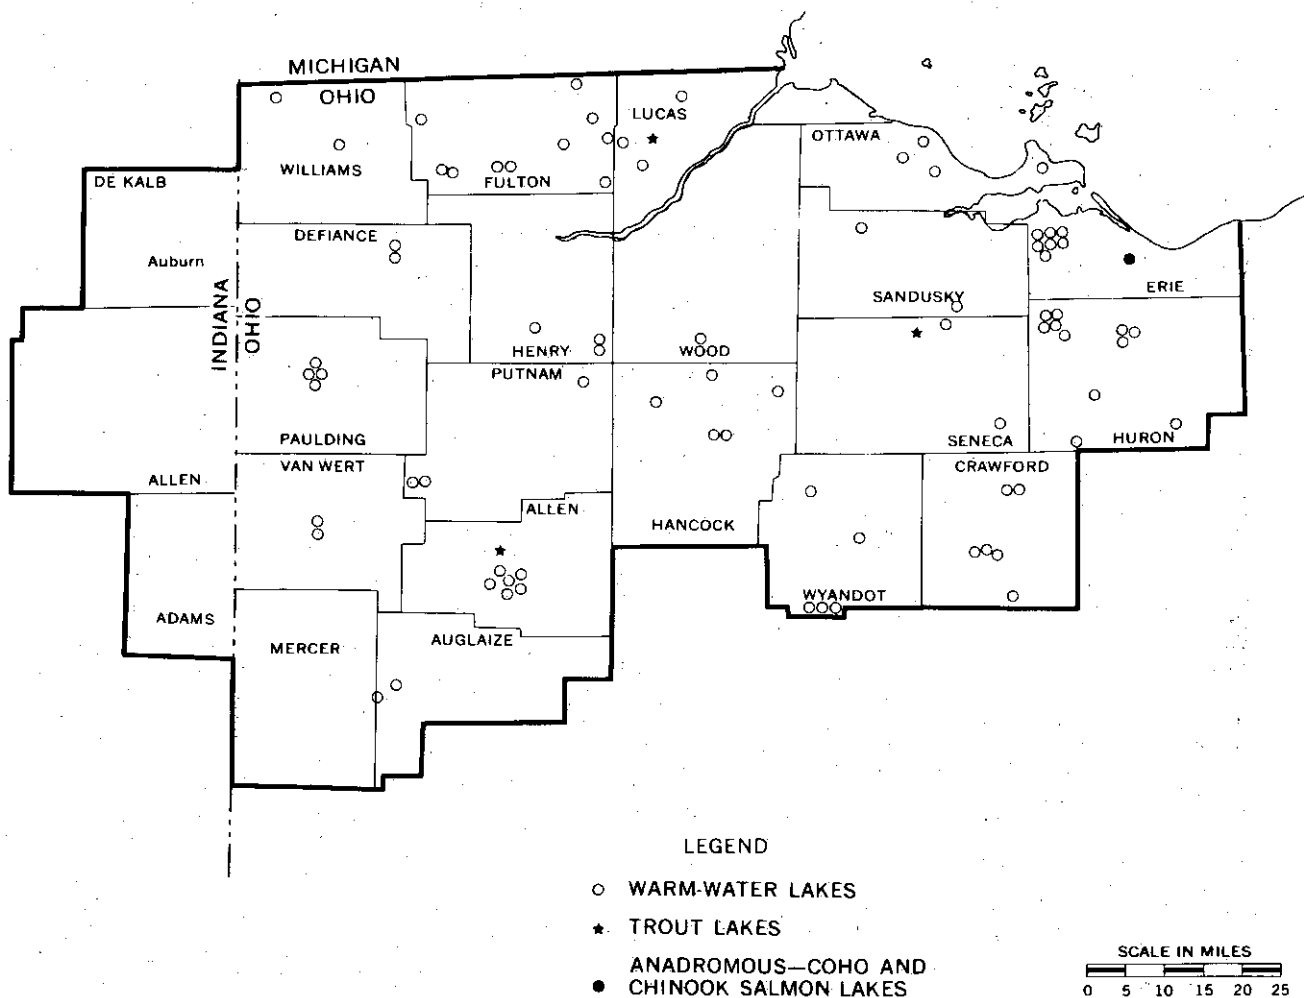 MICHIGAN
OHIO
LUCAS
OTTAWA
WILLIAMS
FULTON
DE KALB
DEFIANCE
Auburn
INDIANA
OHIO
SANDUSKY
ERIE
HENRY
WOOD
PUTNAM
PAULDING
SENECA
HURON
VAN WERT
CRAWFORD
ALLEN
ALLEN
HANCOCK
WYANDOT
ADAMS
MERCER
AUGLAIZE
LEGEND
WARM-WATER LAKES
TROUT LAKES
ANADROMOUS—COHO AND
CHINOOK SALMON LAKES
SCALE IN MILES
0 5 10 15 20 25